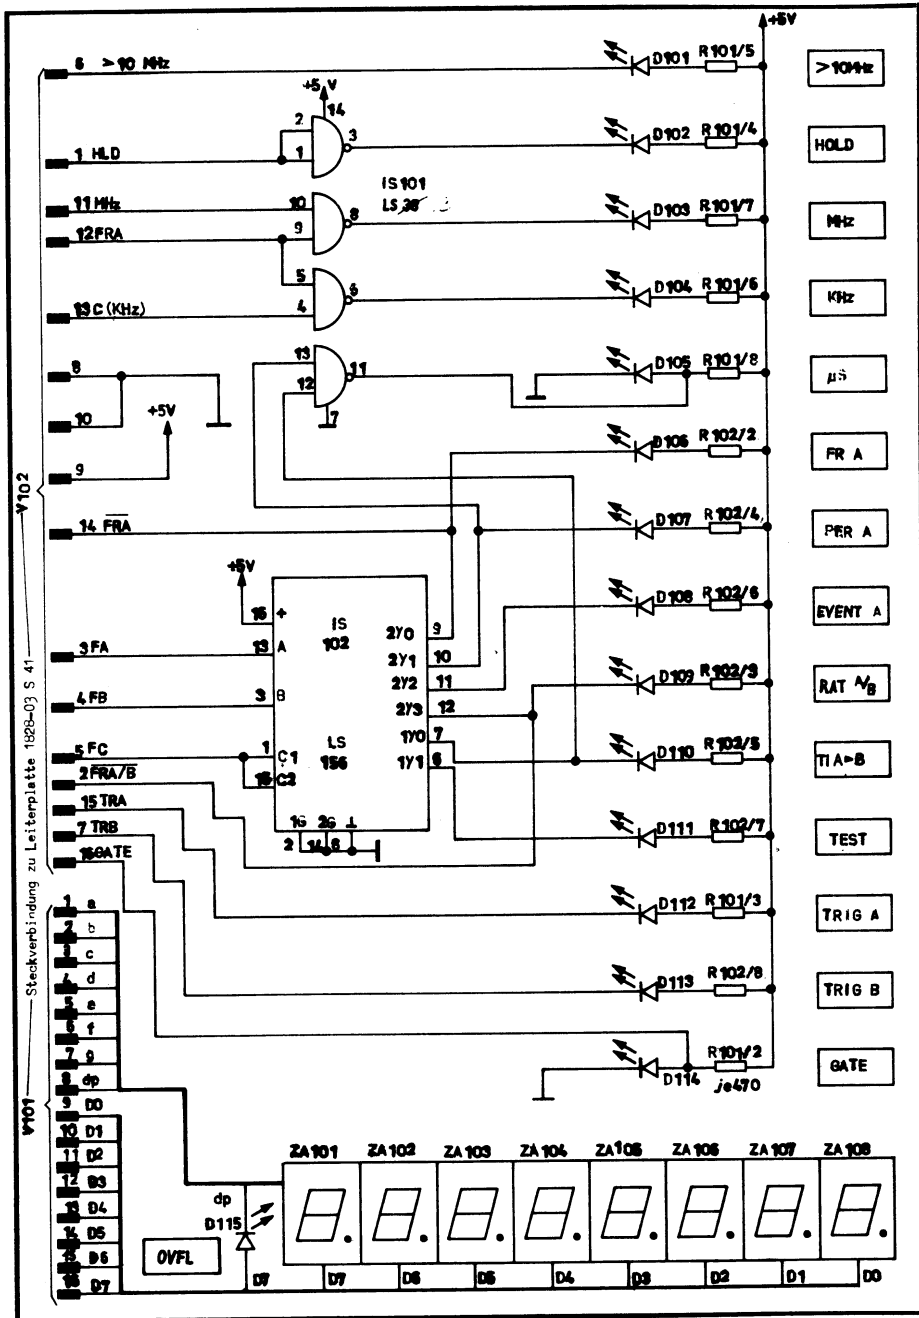 +5V
6 >10 MHz
D101 R101/5
>10MHz
+5 V
14
2
3
1 HLD
1
D102 R101/4
HOLD
IS101
LS 38
11 MHz
10
8
D103 R101/7
MHz
12 FRA
9
5
6
D104 R101/6
KHz
13 C (KHz)
4
13
11
12
7
D105 R101/8
µS
8
10
+5V
9
D106 R102/2
FR A
14 FRA
D107 R102/4
PER A
+5V
16 +
IS
102
2Y0 9
D108 R102/6
EVENT A
3 FA
13 A
2Y1 10
2Y2 11
D109 R102/3
RAT A/B
4 FB
3 B
2Y3 12
1Y0 7
5 FC
1 C1
LS
156
1Y1 6
D110 R102/5
TI A►B
2 FRA/B
15 C2
15 TRA
1G 2G ⊥
2 14 8
D111 R102/7
TEST
7 TRB
16 GATE
D112 R101/3
TRIG A
D113 R102/8
TRIG B
R101/2
D114 je470
GATE
V102
Steckverbindung zu Leiterplatte 1828-03 S 41
V101
1 a
2 b
3 c
4 d
5 e
6 f
7 g
8 dp
9 D0
10 D1
11 D2
12 D3
13 D4
14 D5
15 D6
16 D7
ZA101 ZA102 ZA103 ZA104 ZA105 ZA106 ZA107 ZA108
dp
D115
OVFL
D7 D7 D6 D5 D4 D3 D2 D1 D0